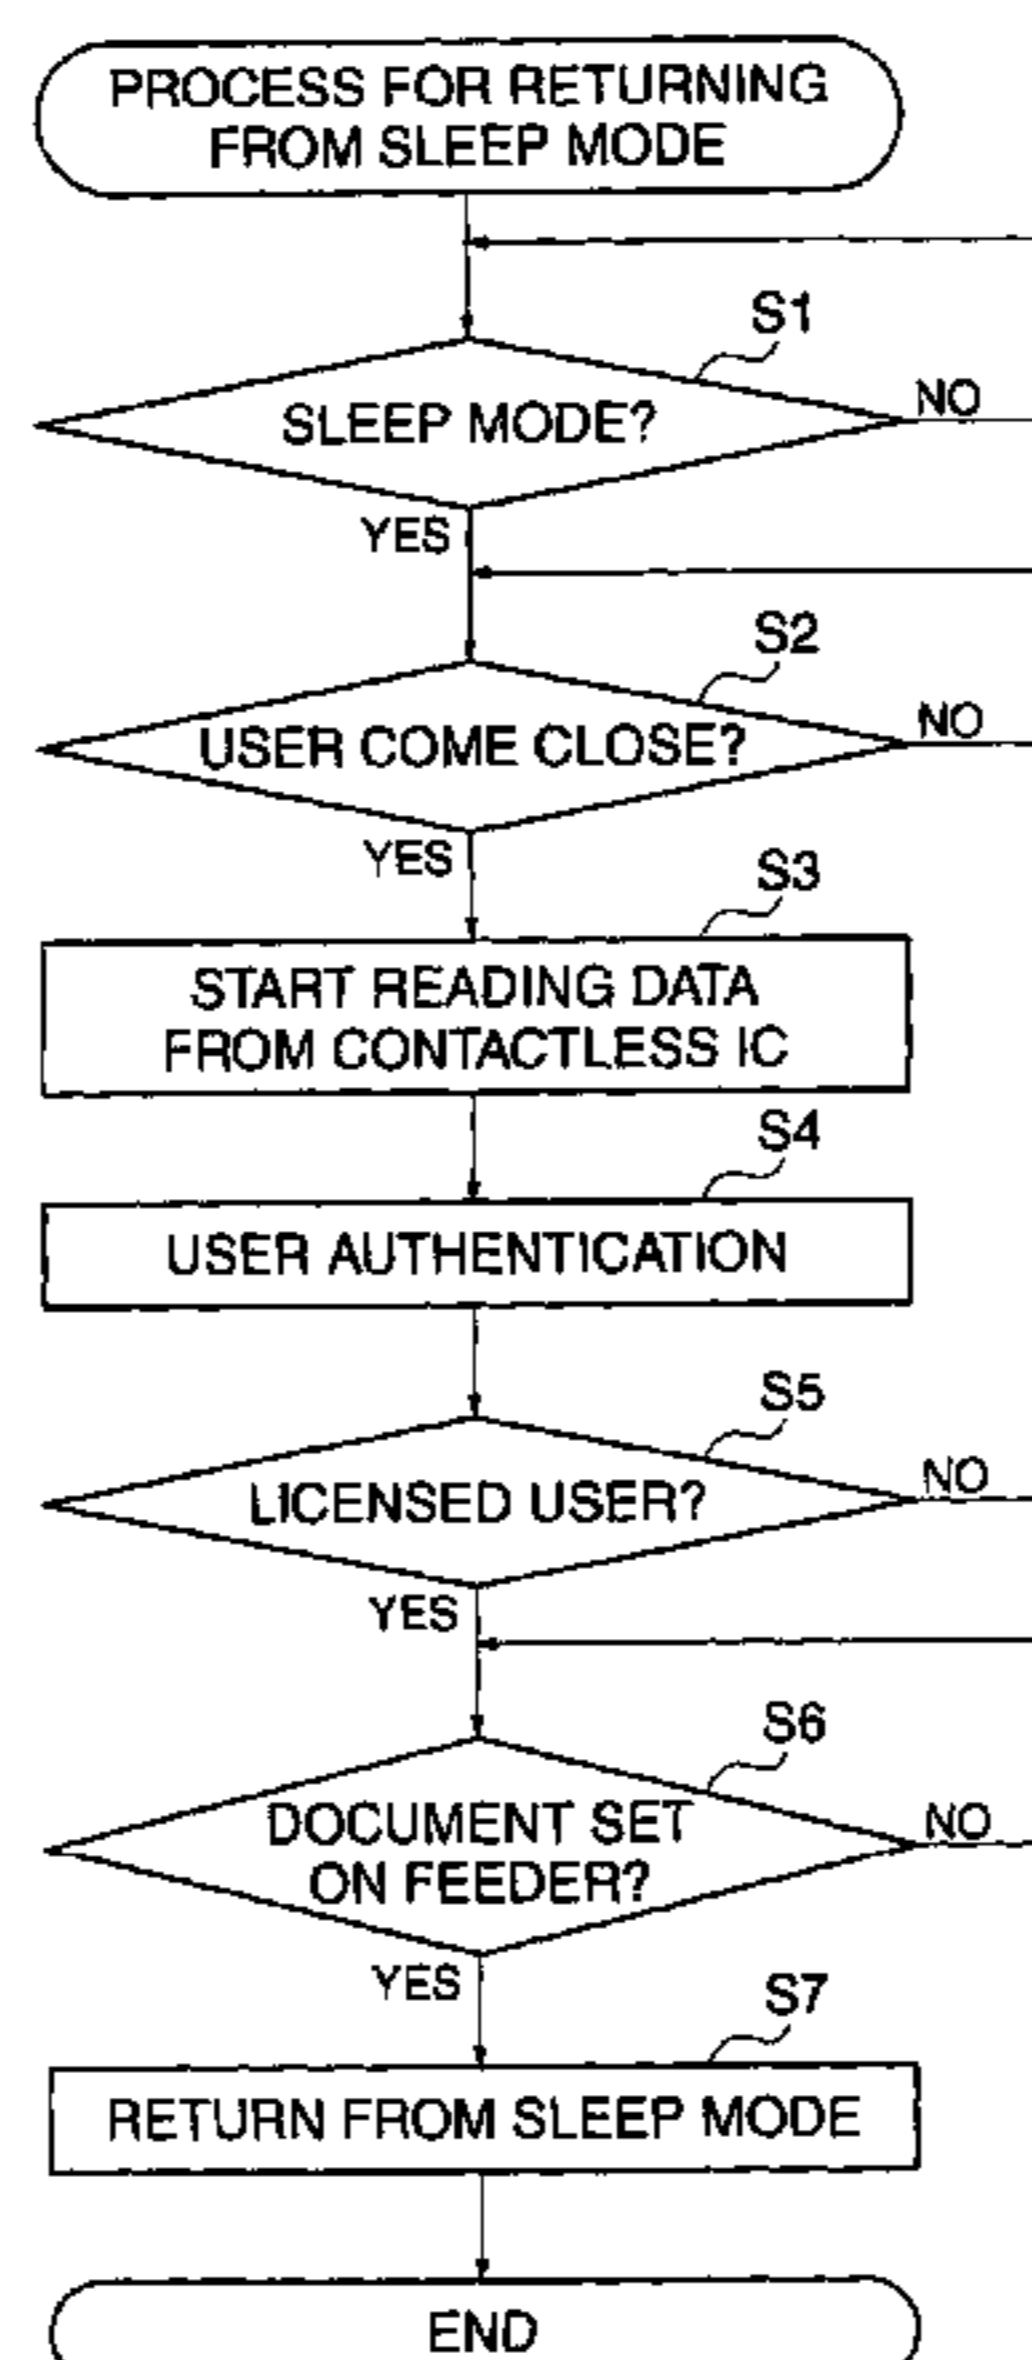 PROCESS FOR RETURNING
FROM SLEEP MODE
S1
SLEEP MODE?
NO
YES
S2
USER COME CLOSE?
NO
YES
S3
START READING DATA
FROM CONTACTLESS IC
S4
USER AUTHENTICATION
S5
LICENSED USER?
NO
YES
S6
DOCUMENT SET
ON FEEDER?
NO
YES
S7
RETURN FROM SLEEP MODE
END